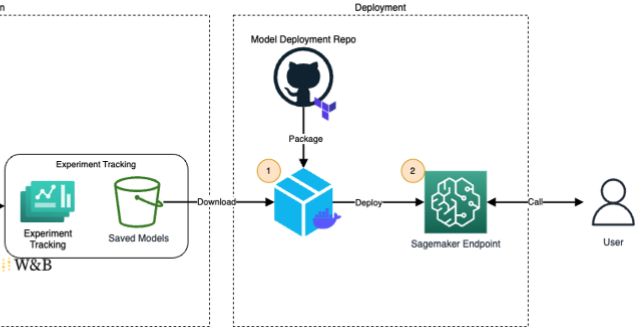 n
Deployment
Model Deployment Repo
Package
Experiment Tracking
1
2
Download
Deploy
Call
Experiment
Tracking
Saved Models
Sagemaker Endpoint
User
W&B